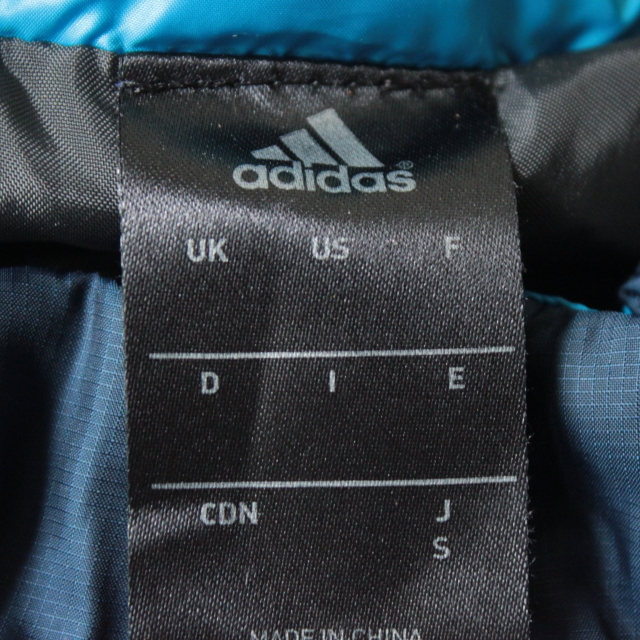 adidas®
UK US F
D I E
CDN J
S
MADE IN CHINA